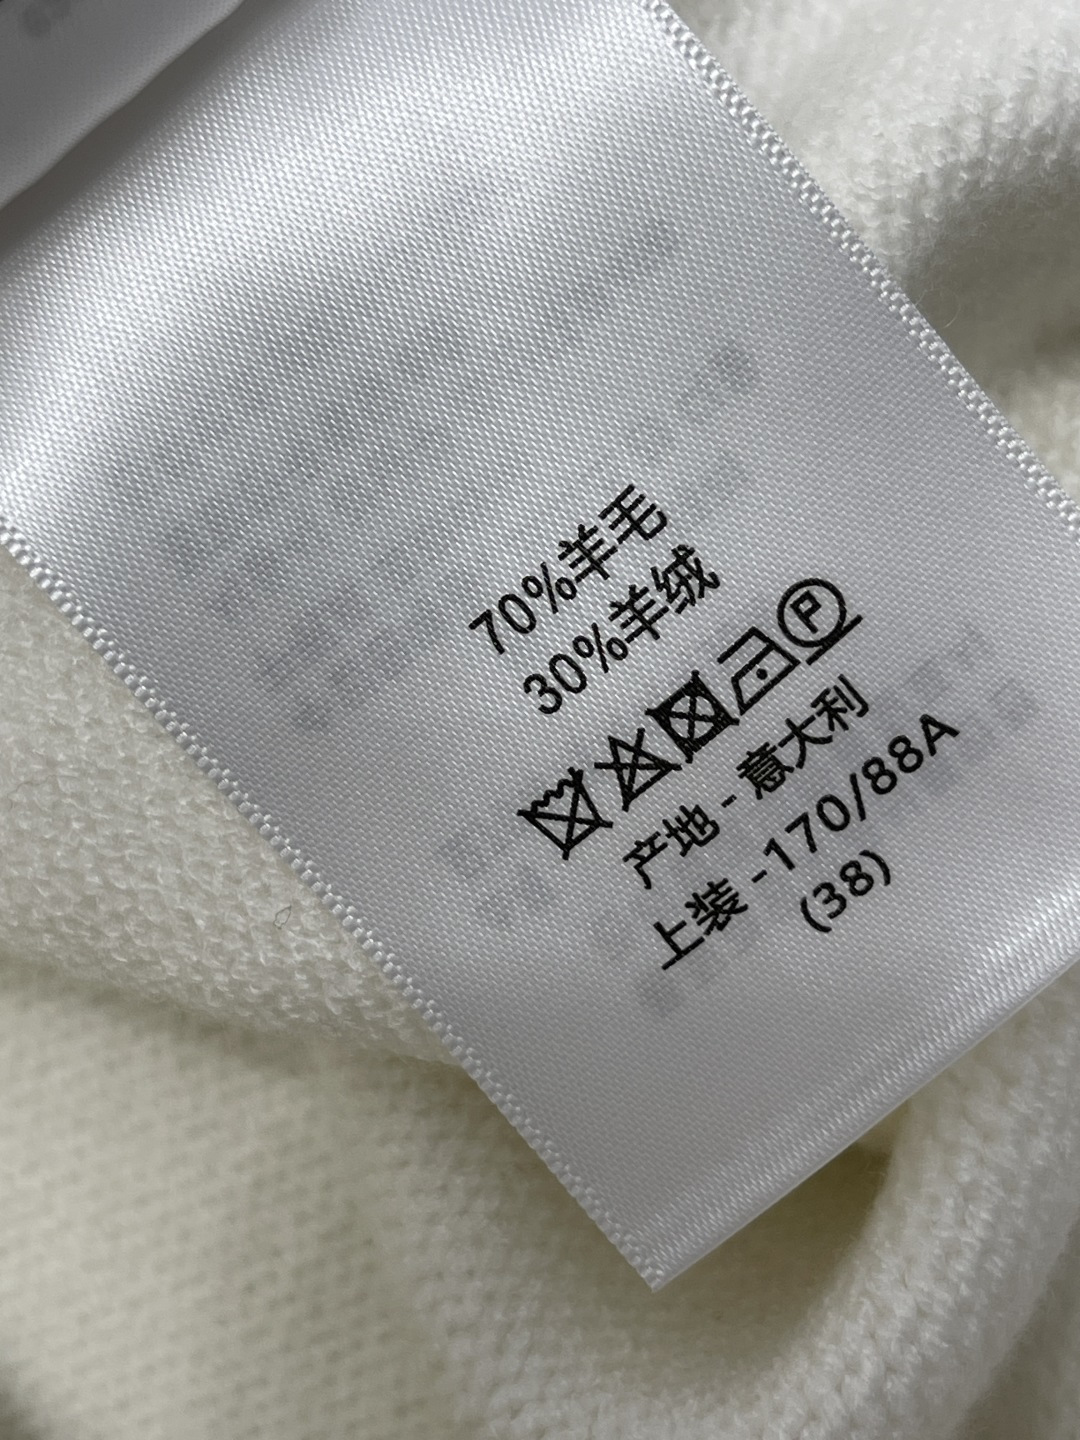 70%羊毛
30%羊绒
P
产地 - 意大利
上装 -170/88A
(38)